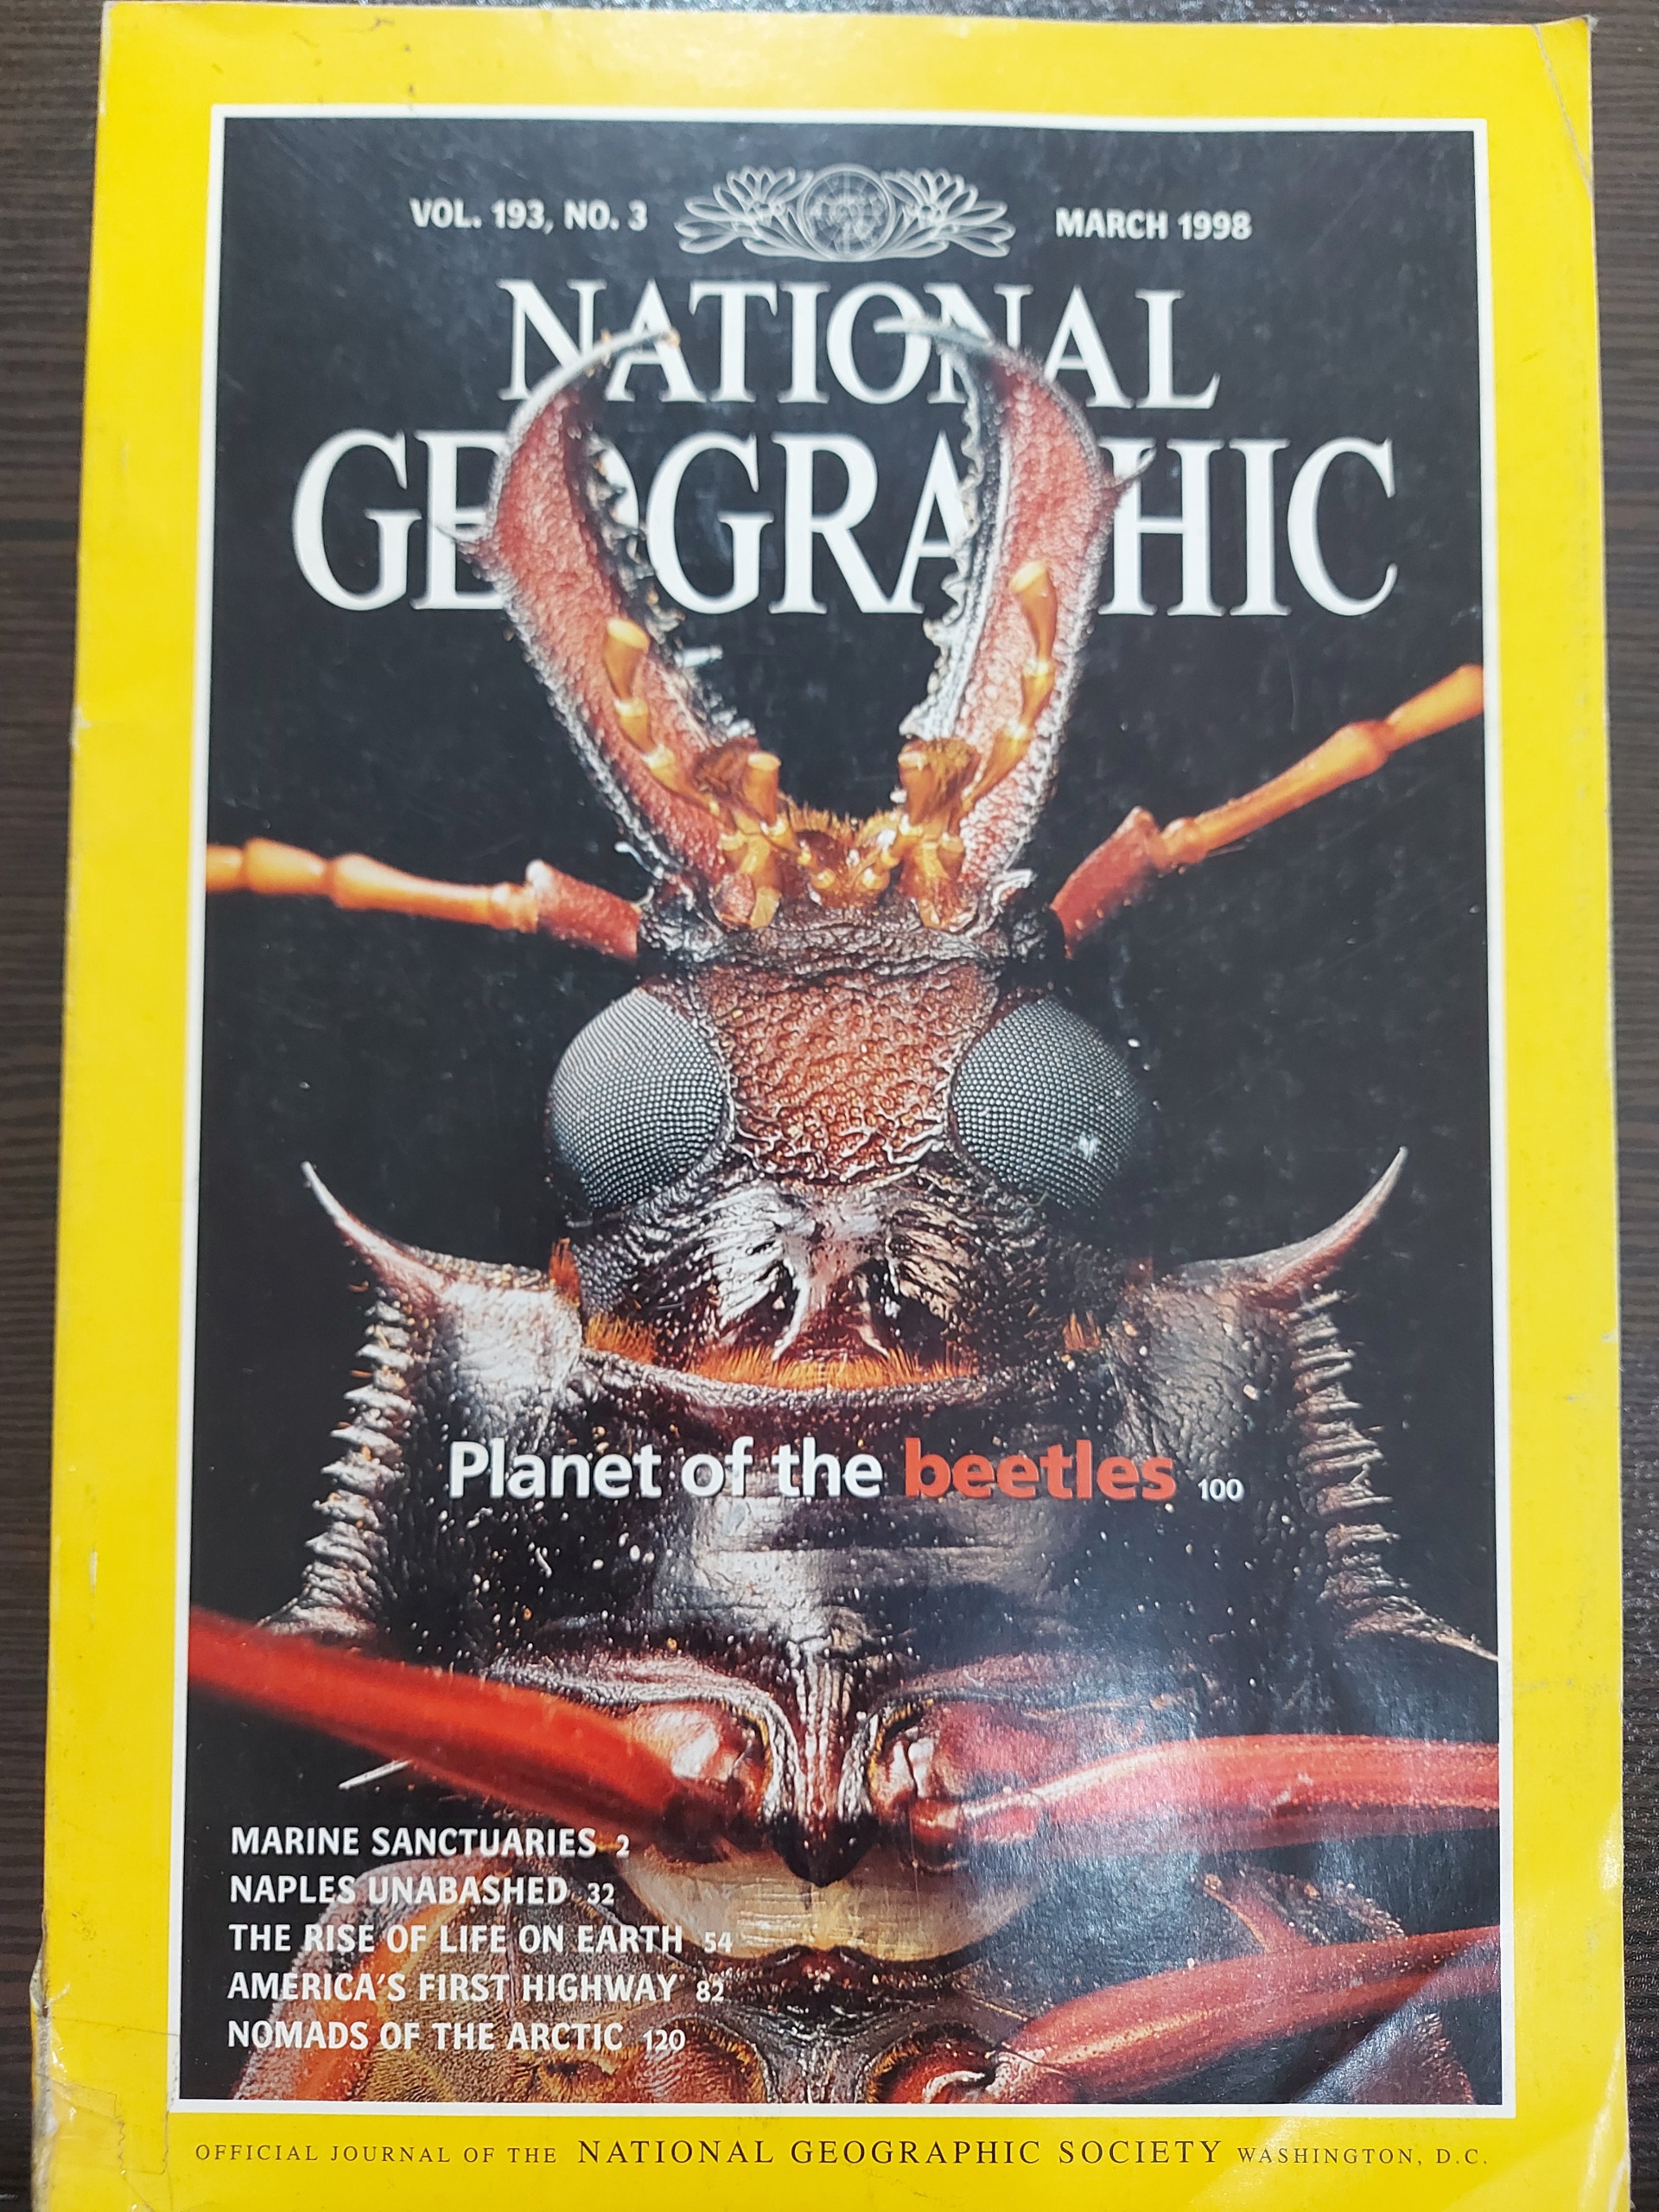 VOL. 193, NO. 3 MARCH 1998
NATIONAL
GEOGRAPHIC
Planet of the beetles 100
MARINE SANCTUARIES 2
NAPLES UNABASHED 32
THE RISE OF LIFE ON EARTH 54
AMERICA'S FIRST HIGHWAY 82
NOMADS OF THE ARCTIC 120
OFFICIAL JOURNAL OF THE NATIONAL GEOGRAPHIC SOCIETY WASHINGTON, D.C.